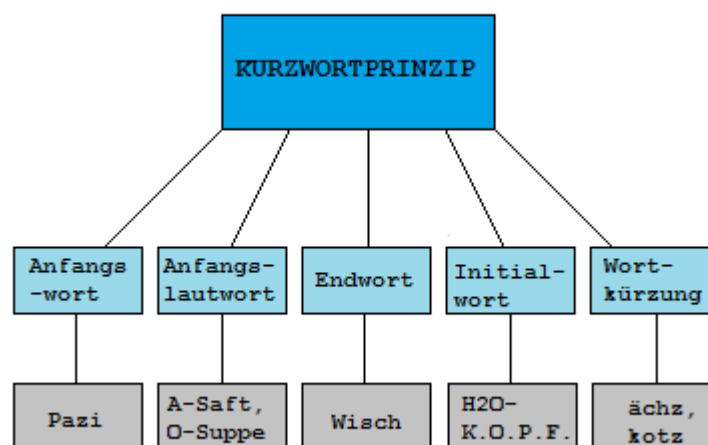 KURZWORTPRINZIP
Anfangs
-wort
Anfangs-
lautwort
Endwort
Initial-
wort
Wort-
kürzung
Pazi
A-Saft,
O-Suppe
Wisch
H2O-
K.O.P.F.
ächz,
kotz